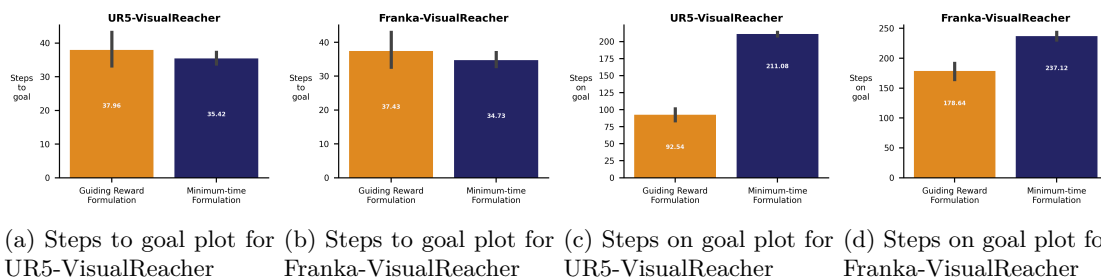 UR5-VisualReacher
40
30
20
10
0
Steps
to
goal
37.96
35.42
Guiding Reward
Formulation
Minimum-time
Formulation
Franka-VisualReacher
40
30
20
10
0
Steps
to
goal
37.43
34.73
Guiding Reward
Formulation
Minimum-time
Formulation
UR5-VisualReacher
200
175
150
125
100
75
50
25
0
Steps
on
goal
92.54
211.08
Guiding Reward
Formulation
Minimum-time
Formulation
Franka-VisualReacher
250
200
150
100
50
0
Steps
on
goal
178.64
237.12
Guiding Reward
Formulation
Minimum-time
Formulation
(a) Steps to goal plot for
UR5-VisualReacher
(b) Steps to goal plot for
Franka-VisualReacher
(c) Steps on goal plot for
UR5-VisualReacher
(d) Steps on goal plot fo
Franka-VisualReacher